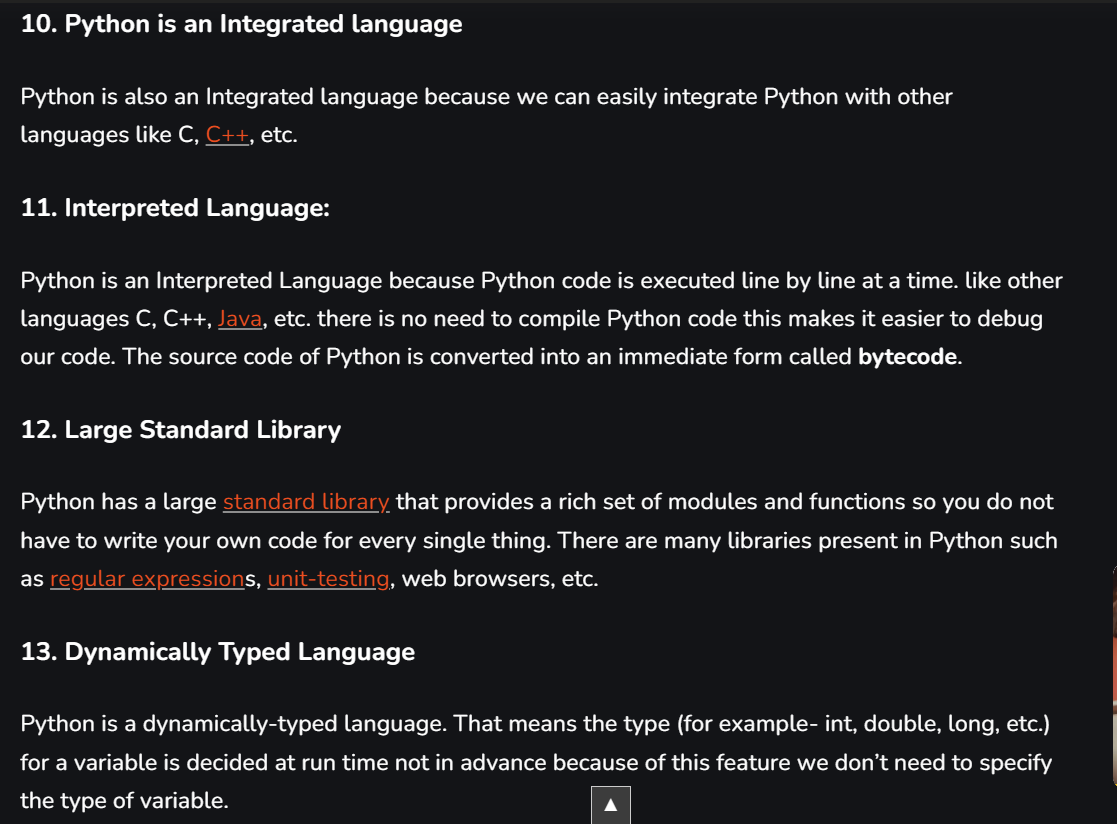 10. Python is an Integrated language
Python is also an Integrated language because we can easily integrate Python with other
languages like C, C++, etc.
11. Interpreted Language:
Python is an Interpreted Language because Python code is executed line by line at a time. like other
languages C, C++, Java, etc. there is no need to compile Python code this makes it easier to debug
our code. The source code of Python is converted into an immediate form called bytecode.
12. Large Standard Library
Python has a large standard library that provides a rich set of modules and functions so you do not
have to write your own code for every single thing. There are many libraries present in Python such
as regular expressions, unit-testing, web browsers, etc.
13. Dynamically Typed Language
Python is a dynamically-typed language. That means the type (for example- int, double, long, etc.)
for a variable is decided at run time not in advance because of this feature we don’t need to specify
the type of variable.